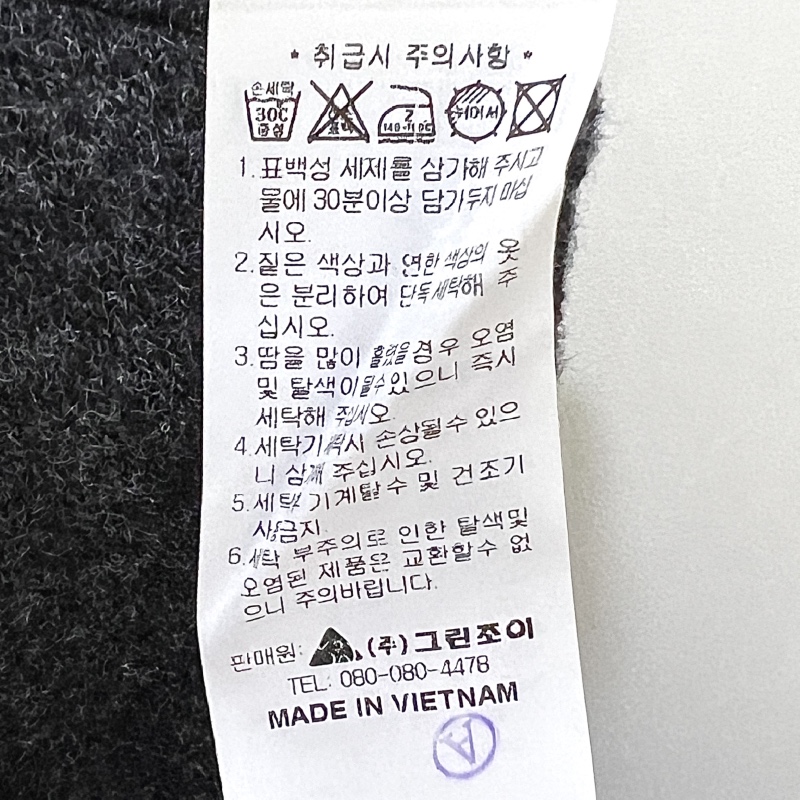 * 취급시 주의사항 *
손세탁
30C
중성
표백
2
140-160C
뉘어서
1. 표백성 세제를 삼가해 주시고
물에 30분이상 담가두지 마십
시오.
2. 짙은 색상과 연한 색상의 옷
은 분리하여 단독세탁해 주
십시오.
3. 땀을 많이 흘렸을경우 오염
및 탈색이될수있으니 즉시
세탁해 주십시오
4. 세탁기 시 손상될수 있으
니 삼가 주십시오.
5. 세탁기계탈수 및 건조기
사용금지.
6. 세탁 부주의로 인한 탈색및
오염된 제품은 교환할수 없
으니 주의바랍니다.
판매원: (주)그린조이
TEL: 080-080-4478
MADE IN VIETNAM
A